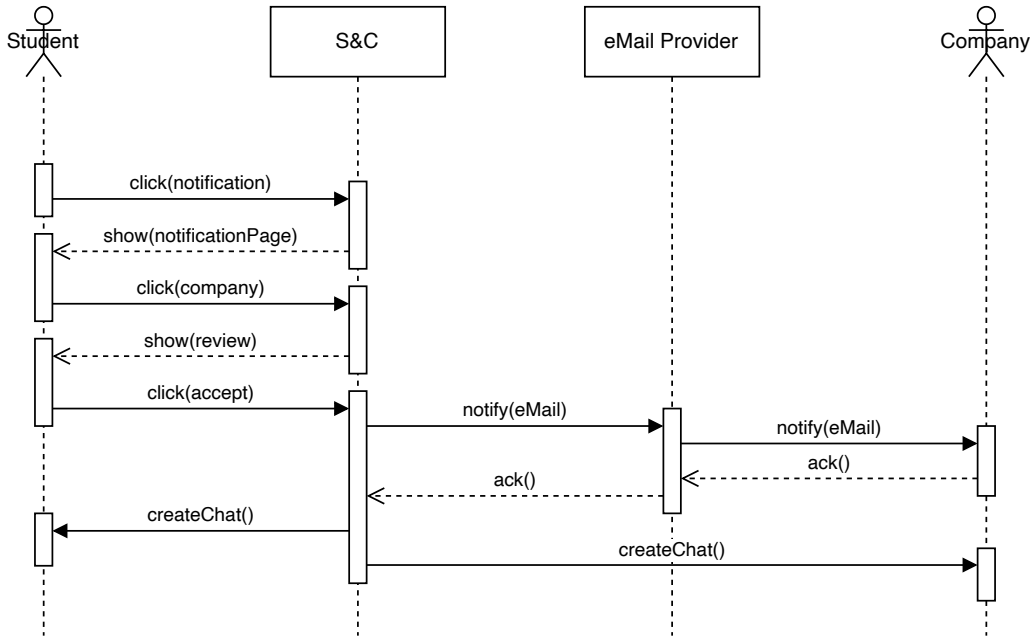 Student
S&C
eMail Provider
Company
click(notification)
show(notificationPage)
click(company)
show(review)
click(accept)
notify(eMail)
notify(eMail)
ack()
ack()
createChat()
createChat()